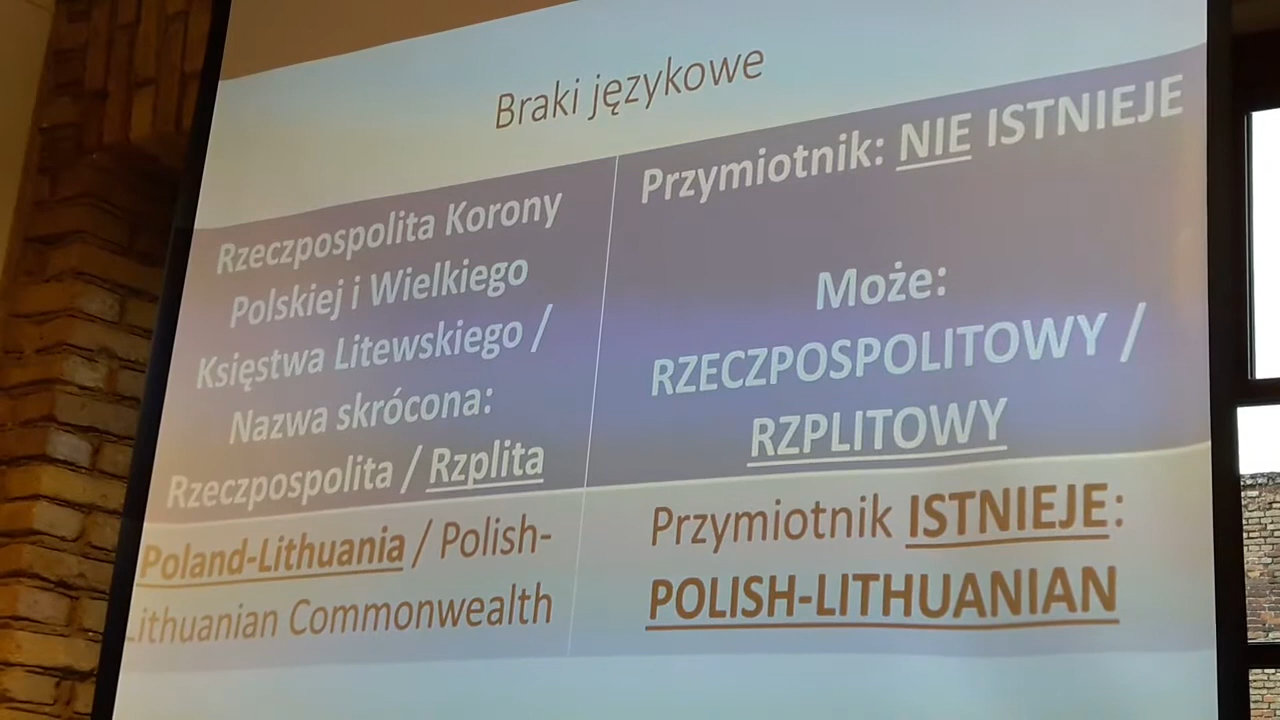 Braki językowe
Rzeczpospolita Korony
Polskiej i Wielkiego
Księstwa Litewskiego /
Nazwa skrócona:
Rzeczpospolita / Rzplita
Przymiotnik: NIE ISTNIEJE
Może:
RZECZPOSPOLITOWY /
RZPLITOWY
Poland-Lithuania / Polish-
Lithuanian Commonwealth
Przymiotnik ISTNIEJE:
POLISH-LITHUANIAN